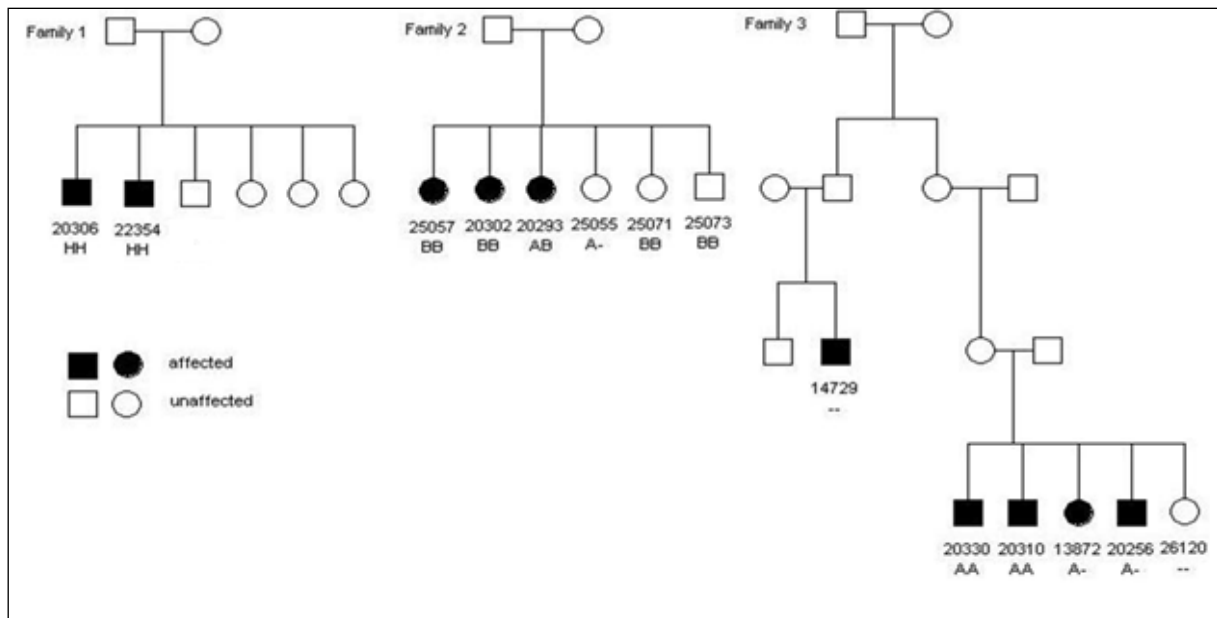 Family 1
Family 2
Family 3
20306 22354
HH HH
25057 20302 20293 25055 25071 25073
BB BB AB A- BB BB
affected
unaffected
14729
--
20330 20310 13872 20256 26120
AA AA A- A- --